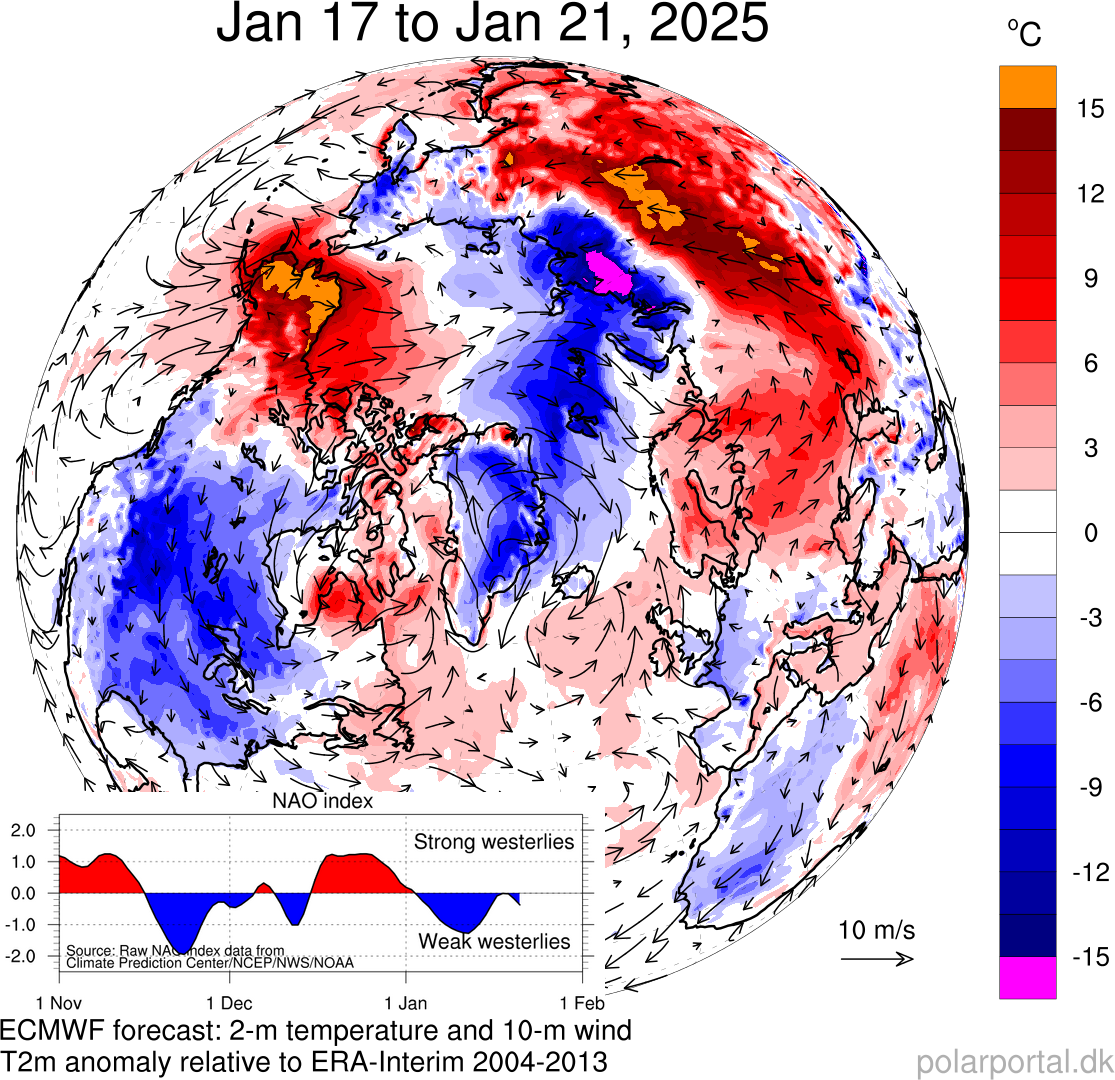 Jan 17 to Jan 21, 2025
°C
15
12
9
6
3
0
-3
-6
-9
-12
-15
10 m/s
NAO index
2.0
1.0
0.0
-1.0
-2.0
Strong westerlies
Weak westerlies
Source: Raw NAO index data from
Climate Prediction Center/NCEP/NWS/NOAA
1 Nov 1 Dec 1 Jan 1 Feb
ECMWF forecast: 2-m temperature and 10-m wind
T2m anomaly relative to ERA-Interim 2004-2013
polarportal.dk